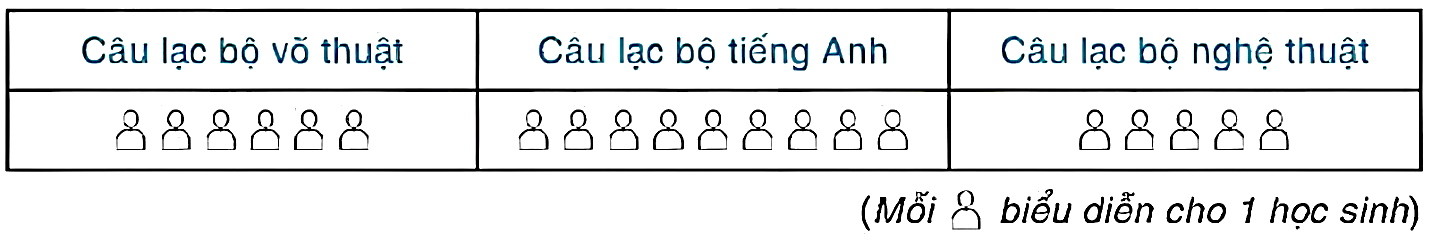 Câu lạc bộ võ thuật Câu lạc bộ tiếng Anh Câu lạc bộ nghệ thuật
(Mỗi biểu diễn cho 1 học sinh)